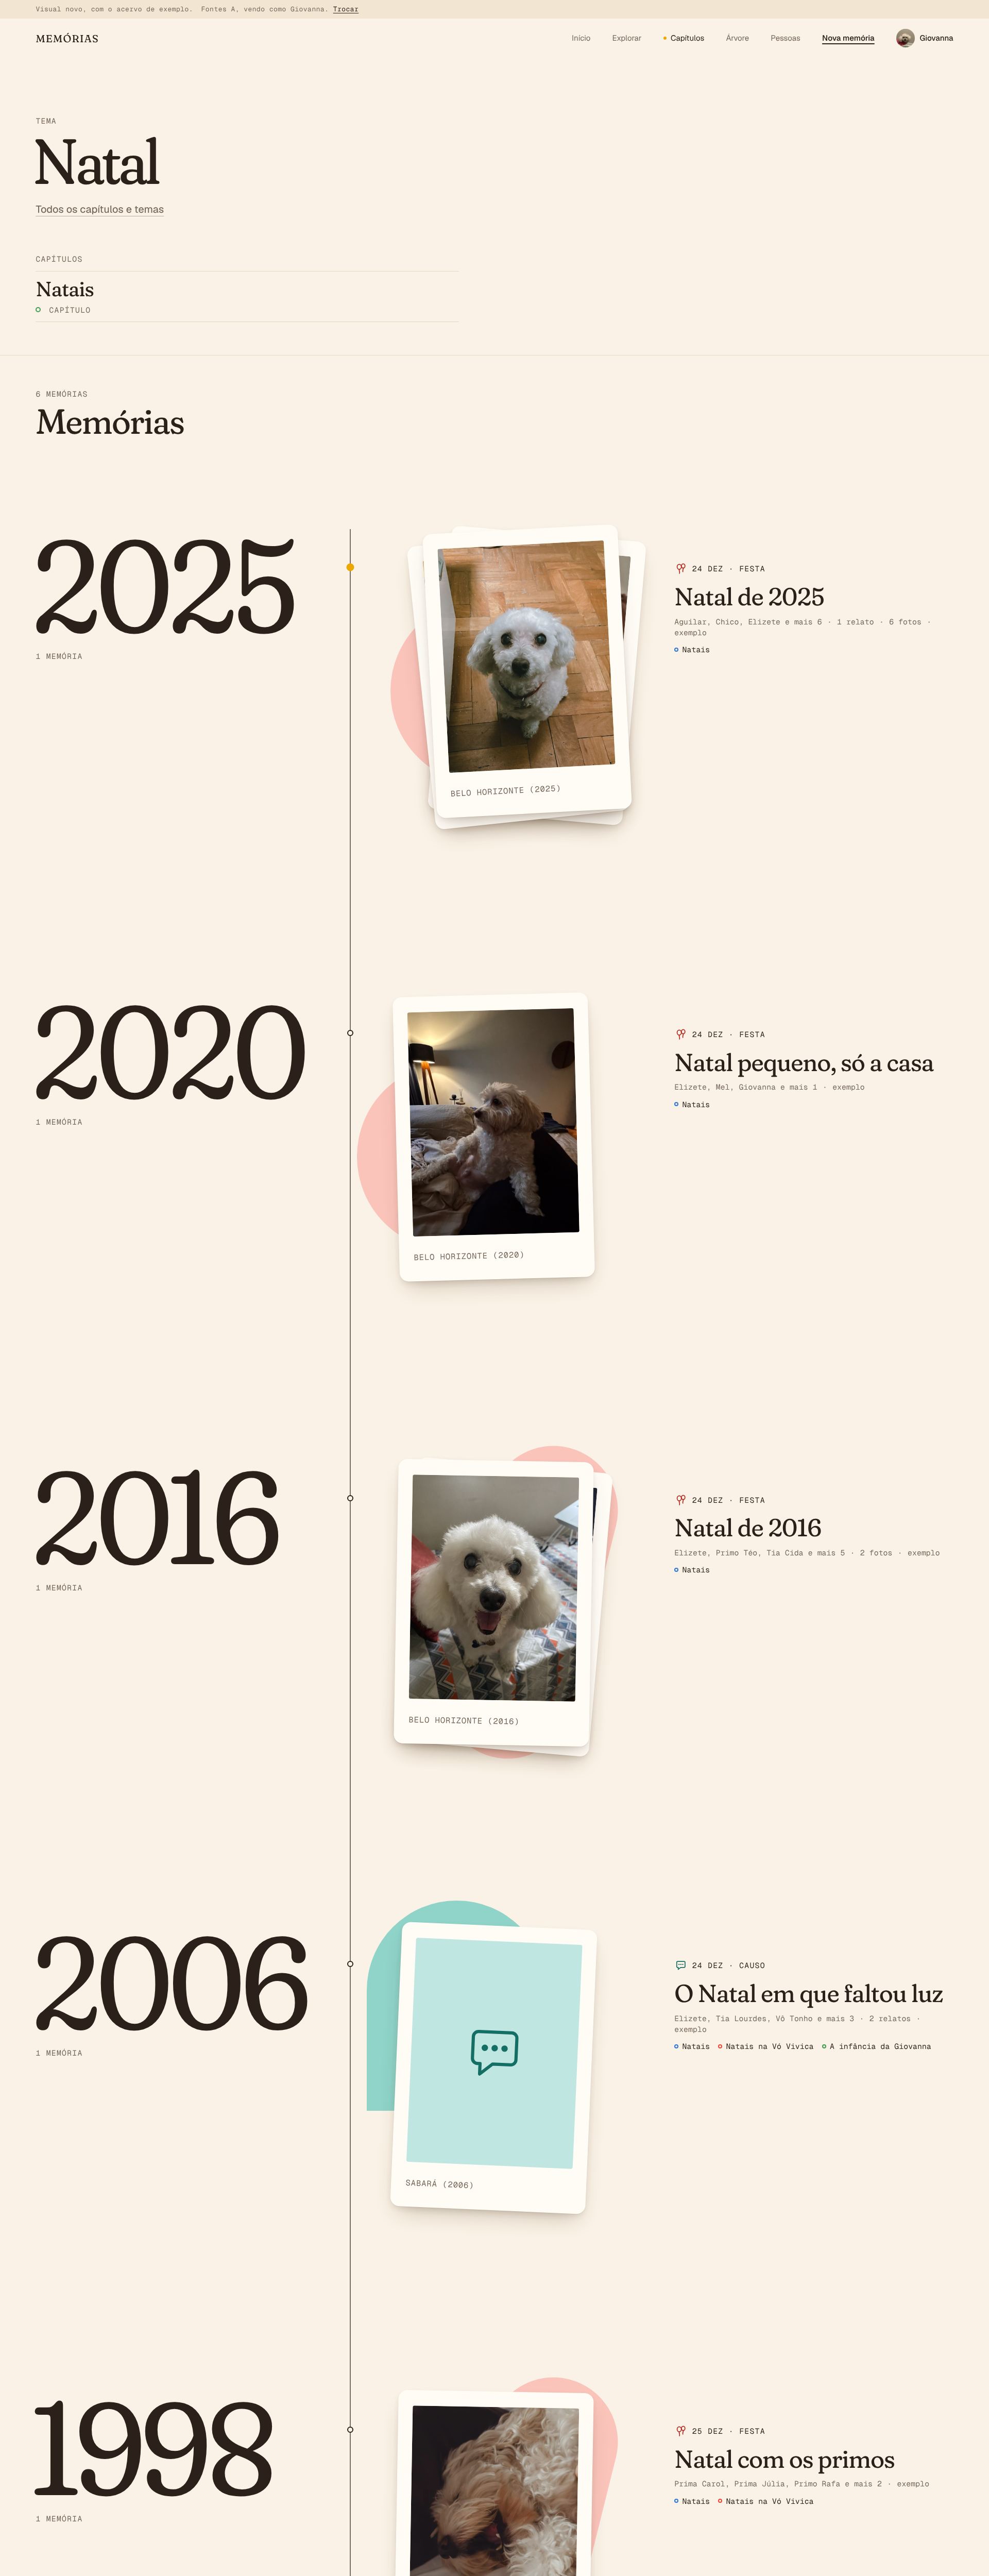 Visual novo, com o acervo de exemplo. Fontes A, vendo como Giovanna. Trocar
MEMÓRIAS
Início Explorar Capítulos Árvore Pessoas Nova memória Giovanna
TEMA
Natal
Todos os capítulos e temas
CAPÍTULOS
Natais
CAPÍTULO
6 MEMÓRIAS
Memórias
2025
1 MEMÓRIA
BELO HORIZONTE (2025)
24 DEZ · FESTA
Natal de 2025
Aguilar, Chico, Elizete e mais 6 · 1 relato · 6 fotos ·
exemplo
Natais
2020
1 MEMÓRIA
BELO HORIZONTE (2020)
24 DEZ · FESTA
Natal pequeno, só a casa
Elizete, Mel, Giovanna e mais 1 · exemplo
Natais
2016
1 MEMÓRIA
BELO HORIZONTE (2016)
24 DEZ · FESTA
Natal de 2016
Elizete, Primo Téo, Tia Cida e mais 5 · 2 fotos · exemplo
Natais
2006
1 MEMÓRIA
SABARÁ (2006)
24 DEZ · CAUSO
O Natal em que faltou luz
Elizete, Tia Lourdes, Vô Tonho e mais 3 · 2 relatos ·
exemplo
Natais Natais na Vó Vivica A infância da Giovanna
1998
1 MEMÓRIA
25 DEZ · FESTA
Natal com os primos
Prima Carol, Prima Júlia, Primo Rafa e mais 2 · exemplo
Natais Natais na Vó Vivica